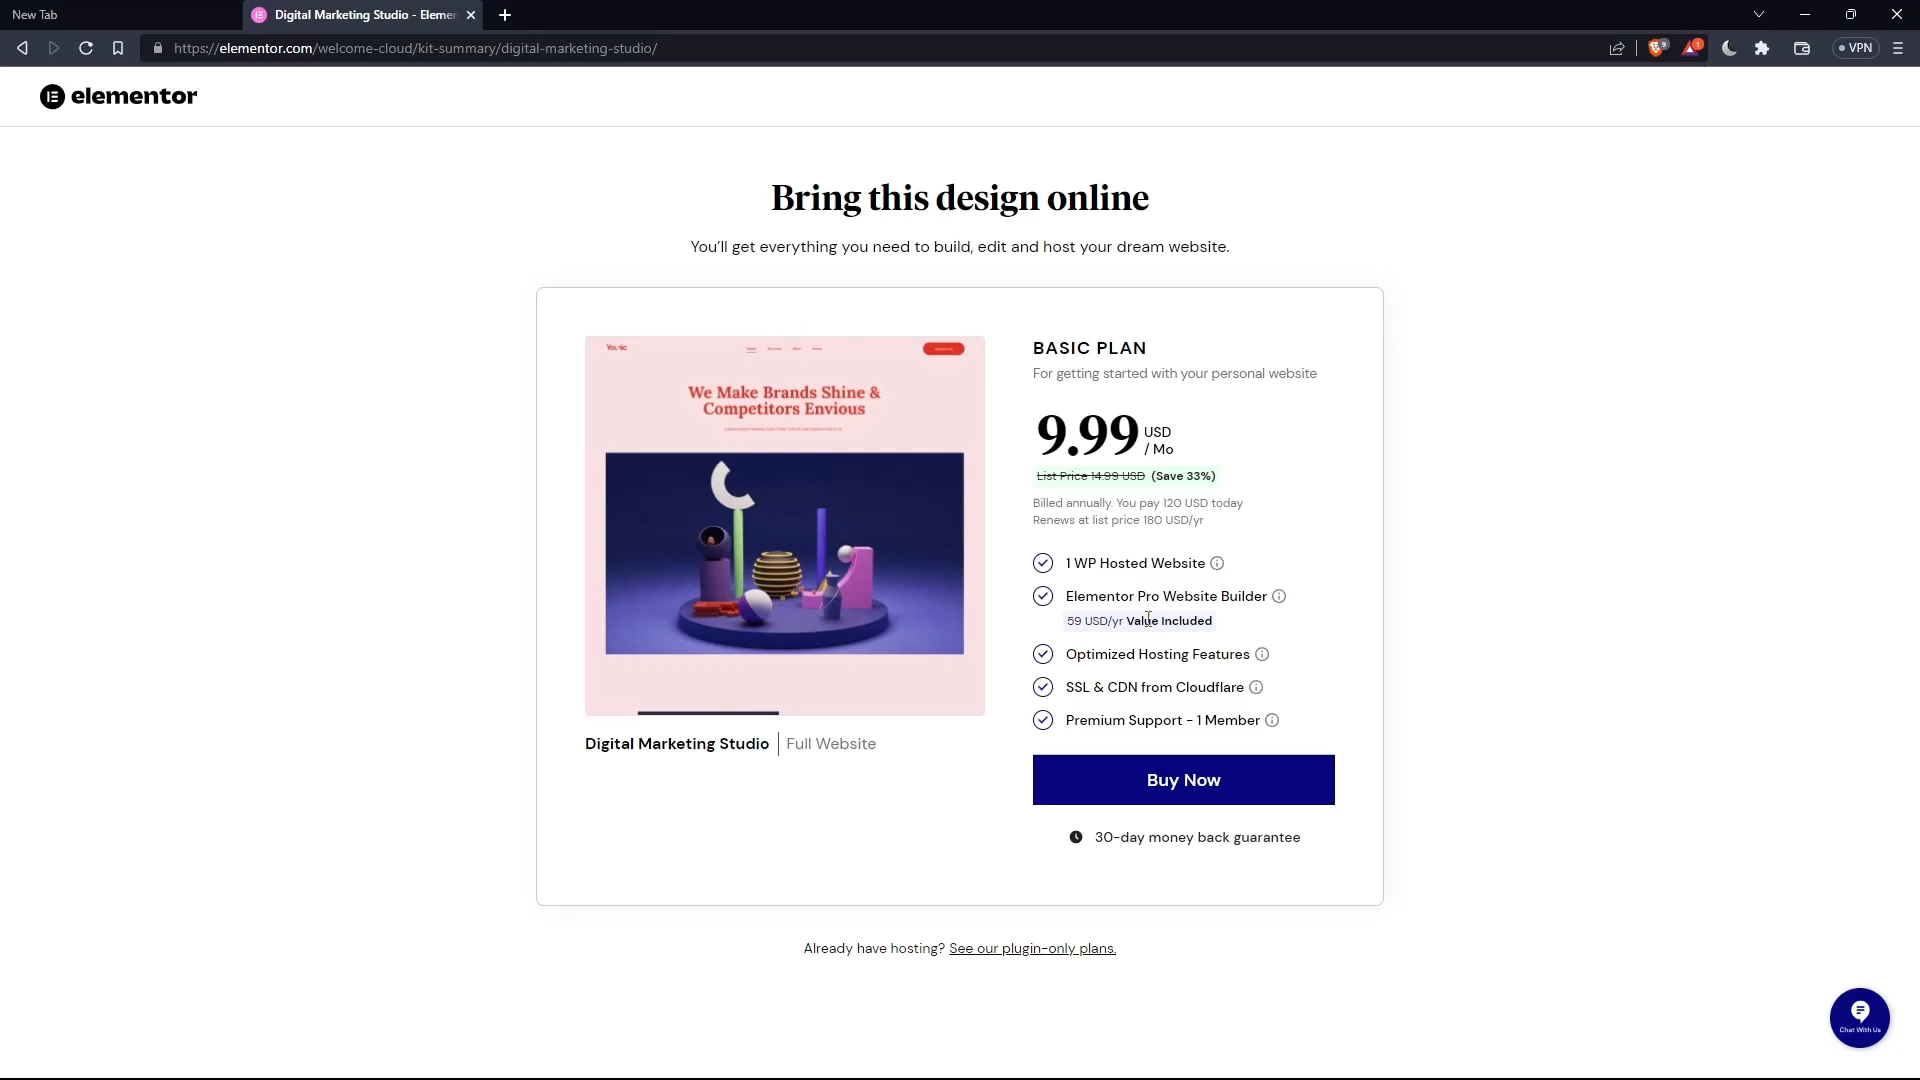 New Tab
Digital Marketing Studio - Elemen
https://elementor.com/welcome-cloud/kit-summary/digital-marketing-studio/
9
1
VPN
elementor
Bring this design online
You'll get everything you need to build, edit and host your dream website.
We Make Brands Shine &
Competitors Envious
Digital Marketing Studio | Full Website
BASIC PLAN
For getting started with your personal website
9.99 USD
/ Mo
List Price 14.99 USD (Save 33%)
Billed annually. You pay 120 USD today
Renews at list price 180 USD/yr
1 WP Hosted Website
Elementor Pro Website Builder
59 USD/yr Value Included
Optimized Hosting Features
SSL & CDN from Cloudflare
Premium Support - 1 Member
Buy Now
30-day money back guarantee
Already have hosting? See our plugin-only plans.
Chat With Us